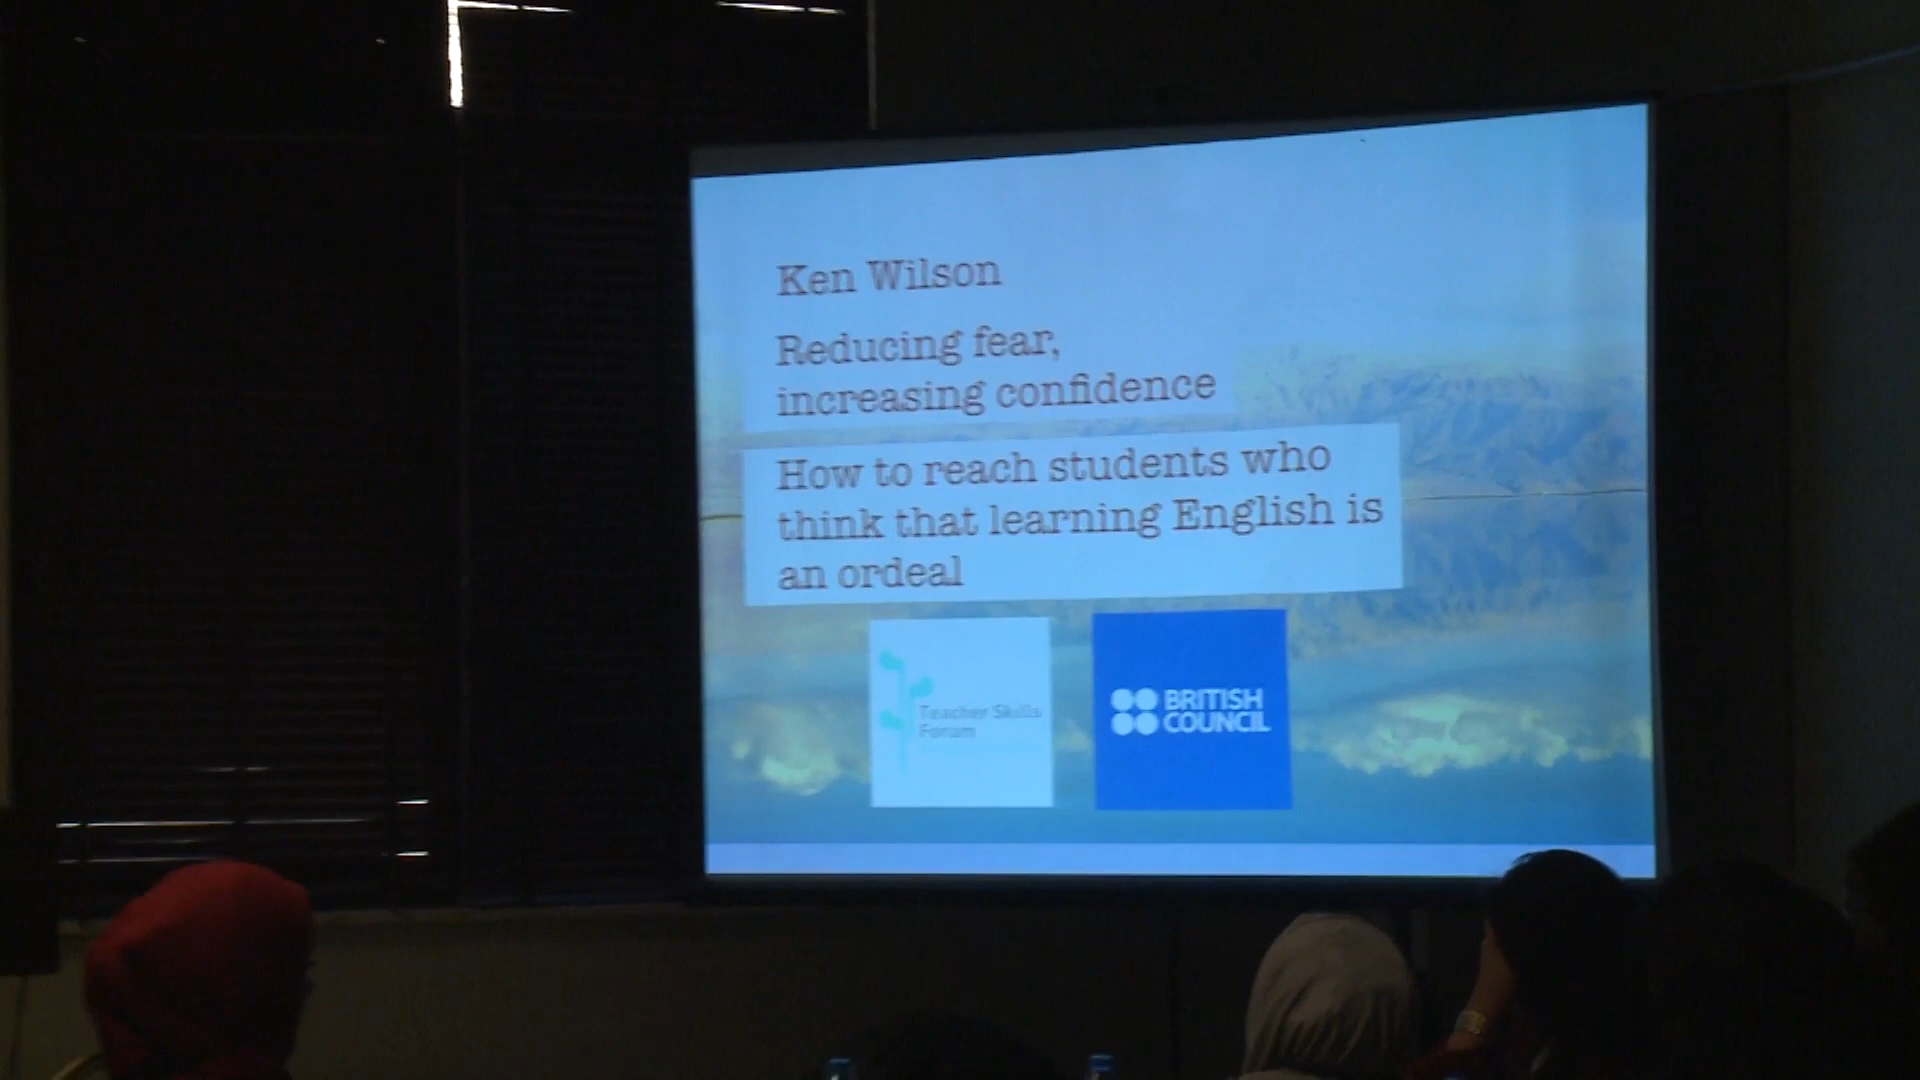 Ken Wilson
Reducing fear,
increasing confidence
How to reach students who
think that learning English is
an ordeal
Teacher Skills
Forum
BRITISH
COUNCIL